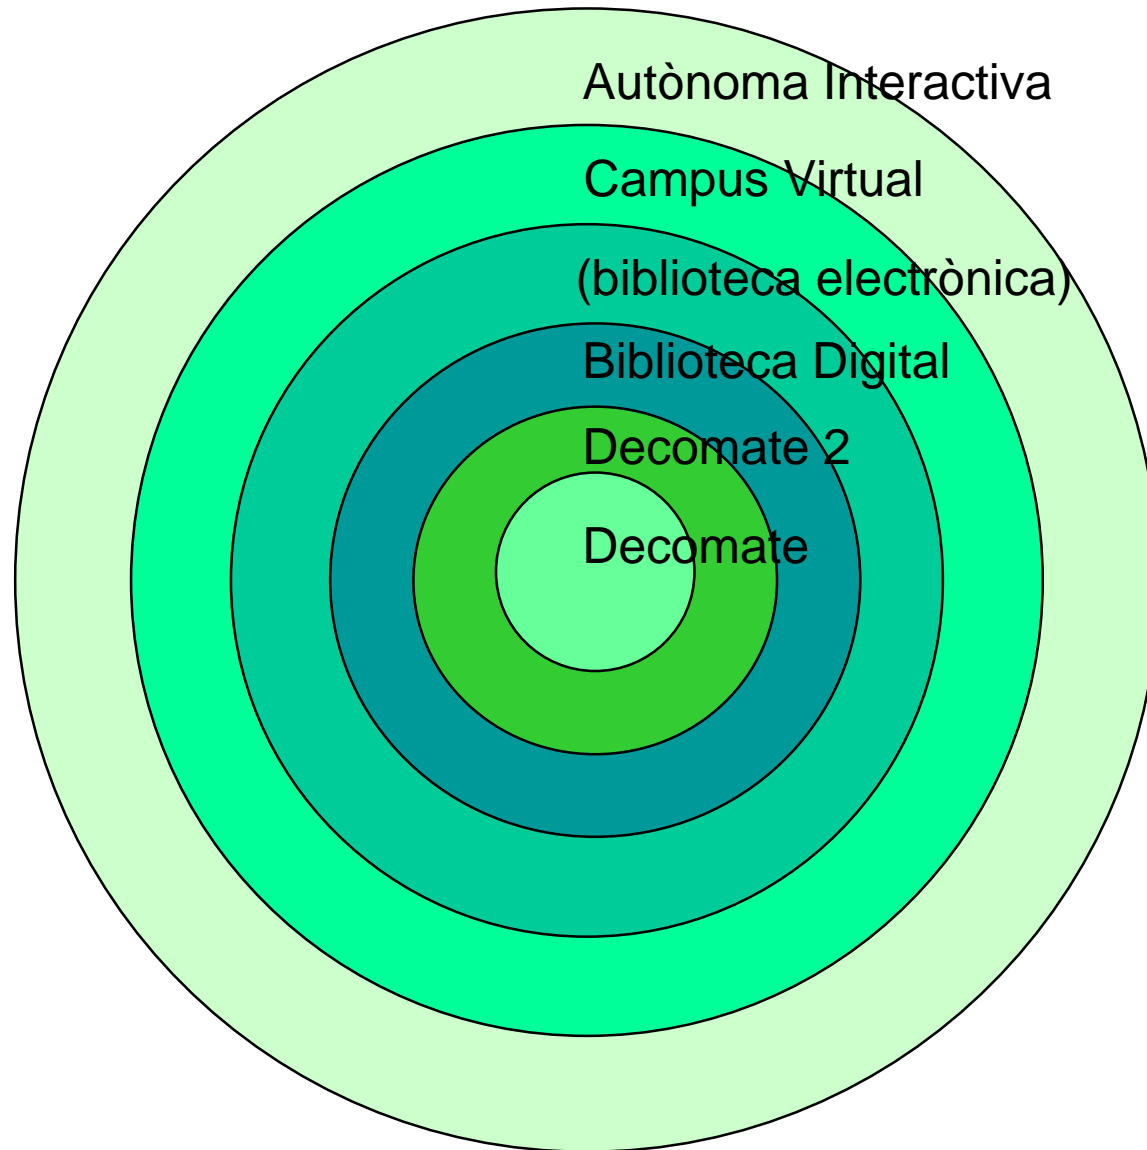 Autònoma Interactiva
Campus Virtual
(biblioteca electrònica)
Biblioteca Digital
Decomate 2
Decomate